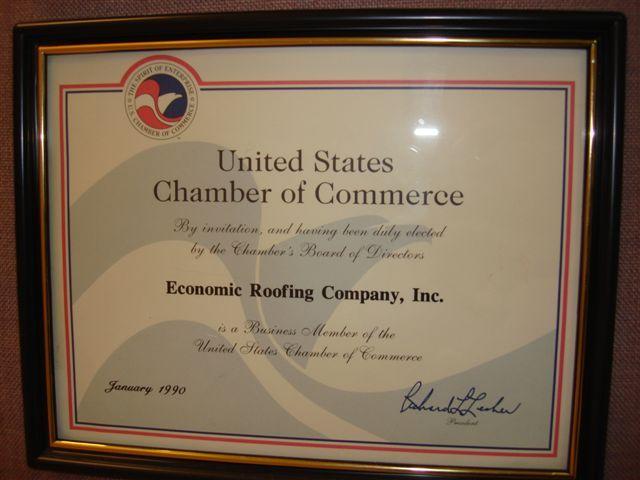 THE SPIRIT OF ENTERPRISE
U.S. CHAMBER OF COMMERCE
United States
Chamber of Commerce
By invitation, and having been duly elected
by the Chamber's Board of Directors
Economic Roofing Company, Inc.
is a Business Member of the
United States Chamber of Commerce
January 1990
Richard L Lesher
President